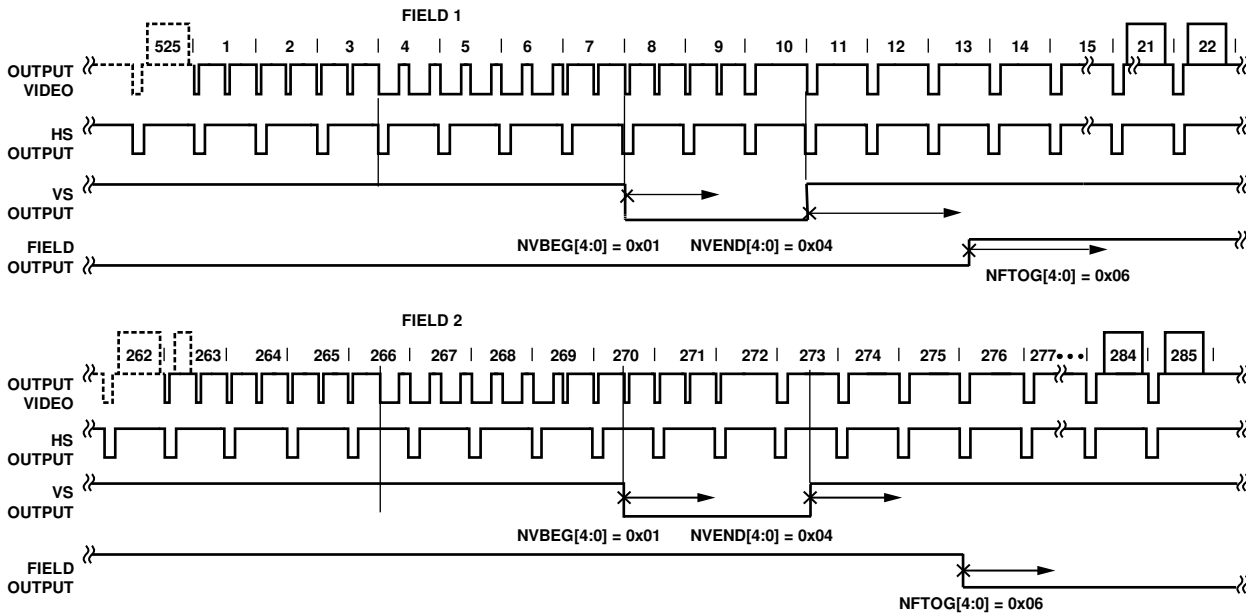 FIELD 1
525 1 2 3 4 5 6 7 8 9 10 11 12 13 14 15 21 22
OUTPUT
VIDEO
HS
OUTPUT
VS
OUTPUT
NVBEG[4:0] = 0x01 NVEND[4:0] = 0x04
FIELD
OUTPUT
NFTOG[4:0] = 0x06
FIELD 2
262 263 264 265 266 267 268 269 270 271 272 273 274 275 276 277••• 284 285
OUTPUT
VIDEO
HS
OUTPUT
VS
OUTPUT
NVBEG[4:0] = 0x01 NVEND[4:0] = 0x04
FIELD
OUTPUT
NFTOG[4:0] = 0x06